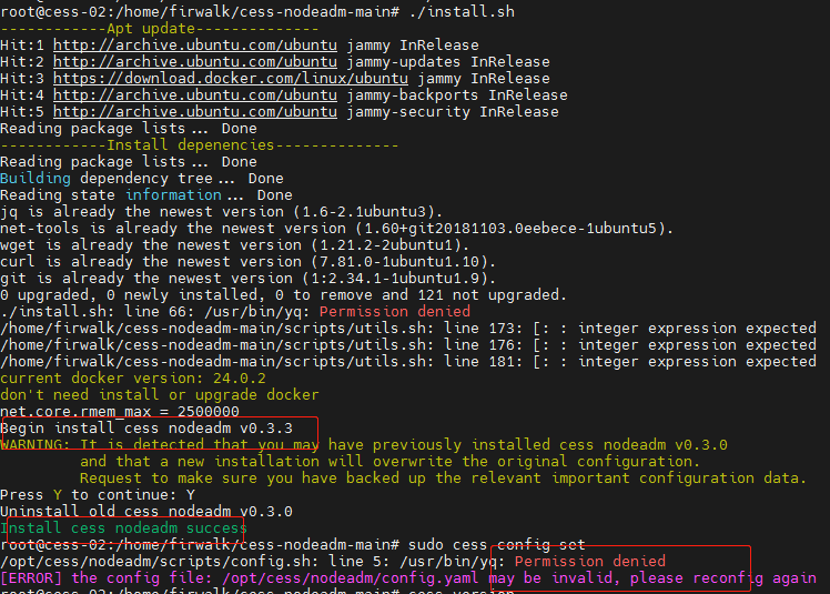 root@cess-02:/home/firwalk/cess-nodeadm-main# ./install.sh
------------Apt update--------------
Hit:1 http://archive.ubuntu.com/ubuntu jammy InRelease
Hit:2 http://archive.ubuntu.com/ubuntu jammy-updates InRelease
Hit:3 https://download.docker.com/linux/ubuntu jammy InRelease
Hit:4 http://archive.ubuntu.com/ubuntu jammy-backports InRelease
Hit:5 http://archive.ubuntu.com/ubuntu jammy-security InRelease
Reading package lists... Done
------------Install depenencies--------------
Reading package lists... Done
Building dependency tree... Done
Reading state information... Done
jq is already the newest version (1.6-2.1ubuntu3).
net-tools is already the newest version (1.60+git20181103.0eebece-1ubuntu5).
wget is already the newest version (1.21.2-2ubuntu1).
curl is already the newest version (7.81.0-1ubuntu1.10).
git is already the newest version (1:2.34.1-1ubuntu1.9).
0 upgraded, 0 newly installed, 0 to remove and 121 not upgraded.
./install.sh: line 66: /usr/bin/yq: Permission denied
/home/firwalk/cess-nodeadm-main/scripts/utils.sh: line 173: [: : integer expression expected
/home/firwalk/cess-nodeadm-main/scripts/utils.sh: line 176: [: : integer expression expected
/home/firwalk/cess-nodeadm-main/scripts/utils.sh: line 181: [: : integer expression expected
current docker version: 24.0.2
don't need install or upgrade docker
net.core.rmem_max = 2500000
Begin install cess nodeadm v0.3.3
WARNING: It is detected that you may have previously installed cess nodeadm v0.3.0
and that a new installation will overwrite the original configuration.
Request to make sure you have backed up the relevant important configuration data.
Press Y to continue: Y
Uninstall old cess nodeadm v0.3.0
Install cess nodeadm success
root@cess-02:/home/firwalk/cess-nodeadm-main# sudo cess config set
/opt/cess/nodeadm/scripts/config.sh: line 5: /usr/bin/yq: Permission denied
[ERROR] the config file: /opt/cess/nodeadm/config.yaml may be invalid, please reconfig again
root@cess-02:/home/firwalk/cess-nodeadm-main# cess version